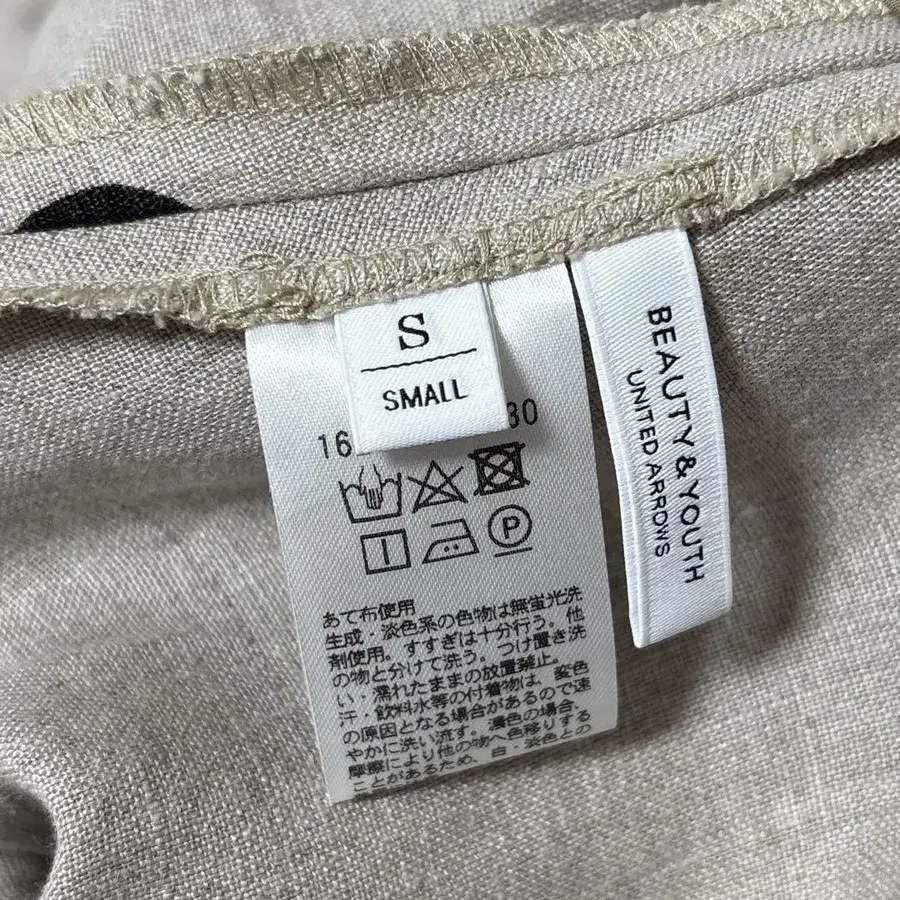 S
SMALL
16
30
P
あて布使用
生成・淡色系の色物は無蛍光洗
剤使用。すすぎは十分行う。他
の物と分けて洗う。つけ置き洗
い・濡れたままの放置禁止。
汗・飲料水等の付着物は、変色
の原因となる場合があるので速
やかに洗い流す。濃色の場合、
摩擦により他の物へ色移りする
ことがあるため、白・淡色との
BEAUTY&YOUTH
UNITED ARROWS